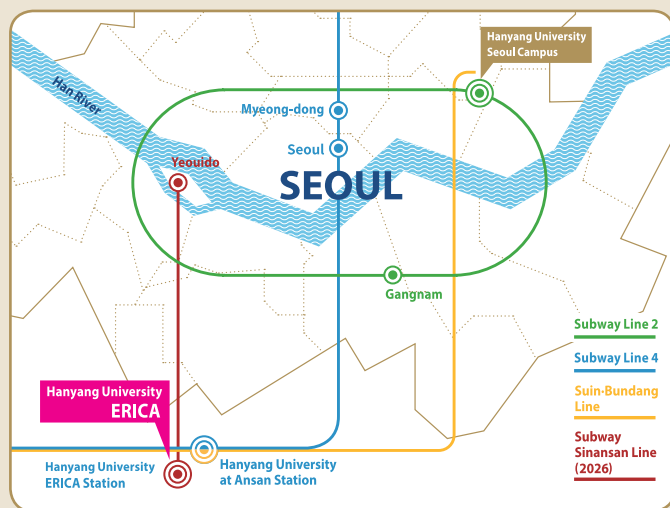 Hanyang University
Seoul Campus
Han River
Myeong-dong
Seoul
Yeouido
SEOUL
Gangnam
Subway Line 2
Subway Line 4
Suin·Bundang
Line
Subway
Sinansan Line
(2026)
Hanyang University
ERICA
Hanyang University
ERICA Station
Hanyang University
at Ansan Station